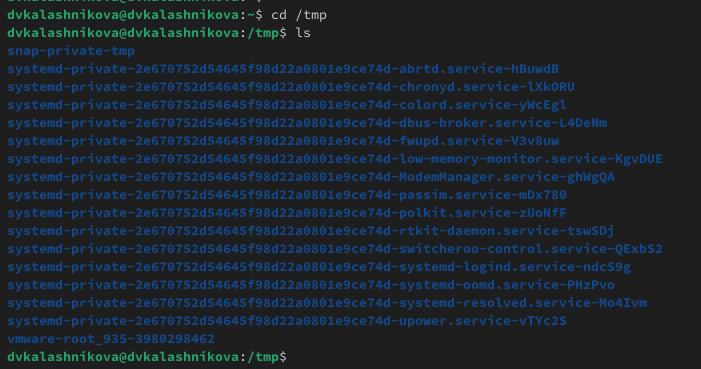 dvkalashnikova@dvkalashnikova:~$ cd /tmp
dvkalashnikova@dvkalashnikova:/tmp$ ls
snap-private-tmp
systemd-private-2e670752d54645f98d22a0801e9ce74d-abrtd.service-hBuwdB
systemd-private-2e670752d54645f98d22a0801e9ce74d-chronyd.service-lXkORU
systemd-private-2e670752d54645f98d22a0801e9ce74d-colord.service-yWcEgl
systemd-private-2e670752d54645f98d22a0801e9ce74d-dbus-broker.service-L4DeNm
systemd-private-2e670752d54645f98d22a0801e9ce74d-fwupd.service-V3v8uw
systemd-private-2e670752d54645f98d22a0801e9ce74d-low-memory-monitor.service-KgvDUE
systemd-private-2e670752d54645f98d22a0801e9ce74d-ModemManager.service-ghWgQA
systemd-private-2e670752d54645f98d22a0801e9ce74d-passim.service-mDx780
systemd-private-2e670752d54645f98d22a0801e9ce74d-polkit.service-zUoNfF
systemd-private-2e670752d54645f98d22a0801e9ce74d-rtkit-daemon.service-tswSDj
systemd-private-2e670752d54645f98d22a0801e9ce74d-switcheroo-control.service-QExbS2
systemd-private-2e670752d54645f98d22a0801e9ce74d-systemd-logind.service-ndcS9g
systemd-private-2e670752d54645f98d22a0801e9ce74d-systemd-oomd.service-PHzPvo
systemd-private-2e670752d54645f98d22a0801e9ce74d-systemd-resolved.service-Mo4Ivm
systemd-private-2e670752d54645f98d22a0801e9ce74d-upower.service-vTYc2S
vmware-root_935-3980298462
dvkalashnikova@dvkalashnikova:/tmp$